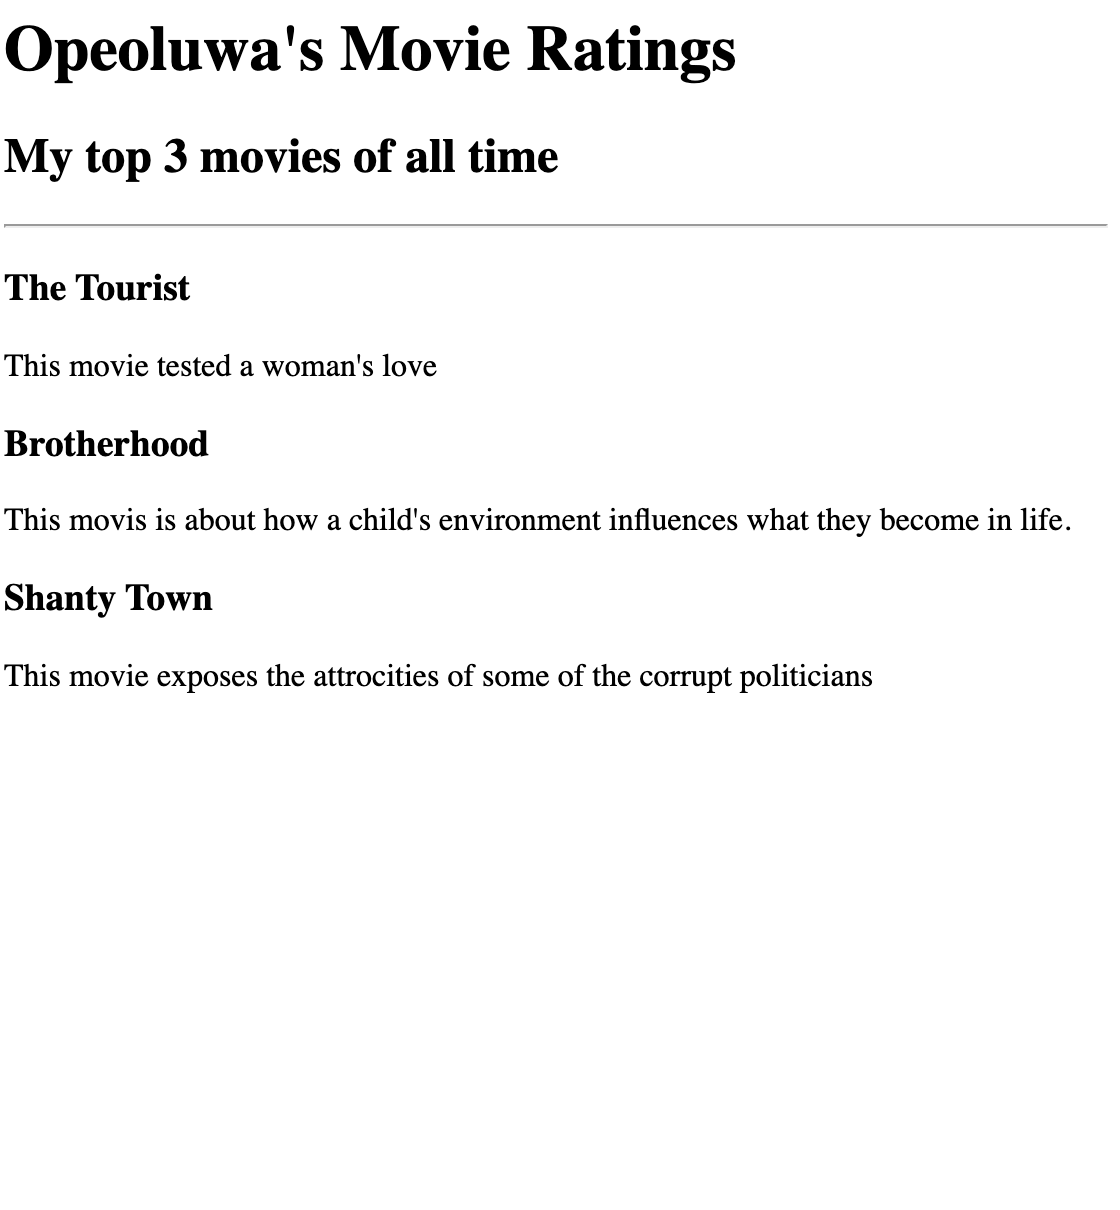 Opeoluwa's Movie Ratings
My top 3 movies of all time
The Tourist
This movie tested a woman's love
Brotherhood
This movis is about how a child's environment influences what they become in life.
Shanty Town
This movie exposes the attrocities of some of the corrupt politicians